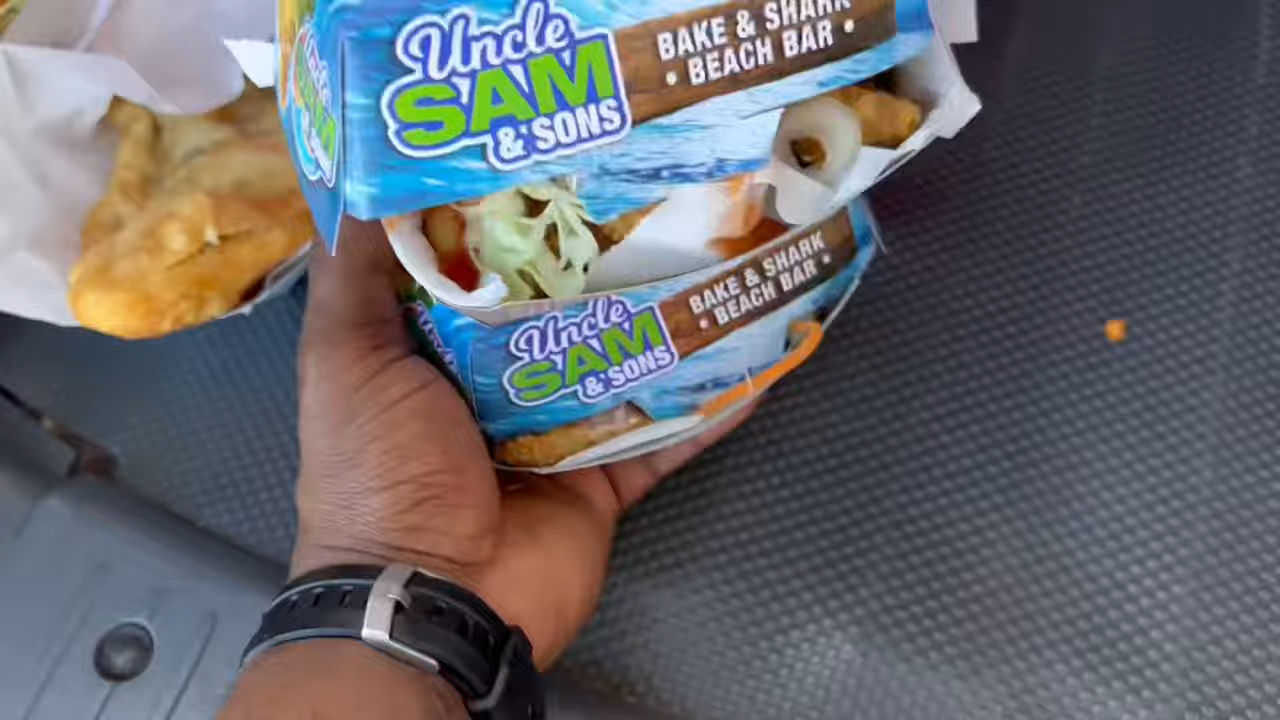 Uncle
SAM
& SONS
BAKE & SHARK
• BEACH BAR •
Uncle
SAM
& SONS
BAKE & SHARK
• BEACH BAR •